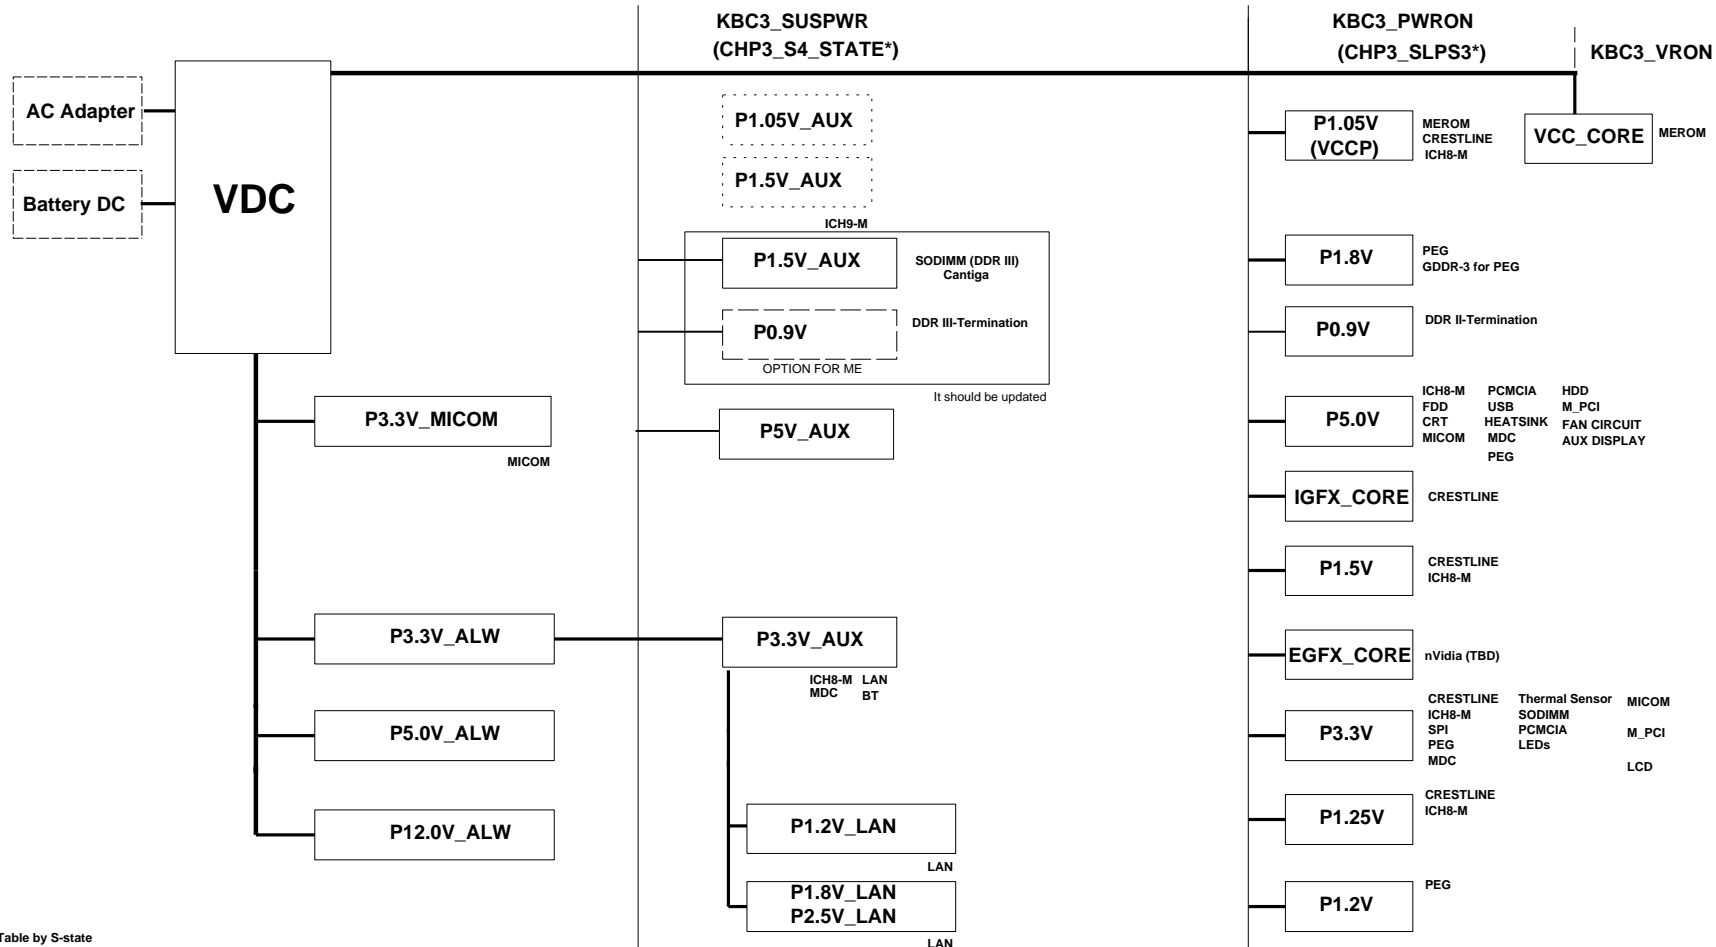 KBC3_SUSPWR
(CHP3_S4_STATE*)
KBC3_PWRON
(CHP3_SLPS3*)
KBC3_VRON
AC Adapter
Battery DC
VDC
P1.05V_AUX
P1.5V_AUX
ICH9-M
P1.5V_AUX
SODIMM (DDR III)
Cantiga
P0.9V
DDR III-Termination
OPTION FOR ME
It should be updated
P3.3V_MICOM
MICOM
P5V_AUX
P3.3V_ALW
P3.3V_AUX
ICH8-M LAN
MDC BT
P5.0V_ALW
P12.0V_ALW
P1.2V_LAN
LAN
P1.8V_LAN
P2.5V_LAN
LAN
P1.05V
(VCCP)
MEROM
CRESTLINE
ICH8-M
VCC_CORE
MEROM
P1.8V
PEG
GDDR-3 for PEG
P0.9V
DDR II-Termination
P5.0V
ICH8-M PCMCIA HDD
FDD USB M_PCI
CRT HEATSINK FAN CIRCUIT
MICOM MDC AUX DISPLAY
PEG
IGFX_CORE
CRESTLINE
P1.5V
CRESTLINE
ICH8-M
EGFX_CORE
nVidia (TBD)
P3.3V
CRESTLINE Thermal Sensor MICOM
ICH8-M SODIMM
SPI PCMCIA M_PCI
PEG LEDs
MDC LCD
P1.25V
CRESTLINE
ICH8-M
P1.2V
PEG
Table by S-state